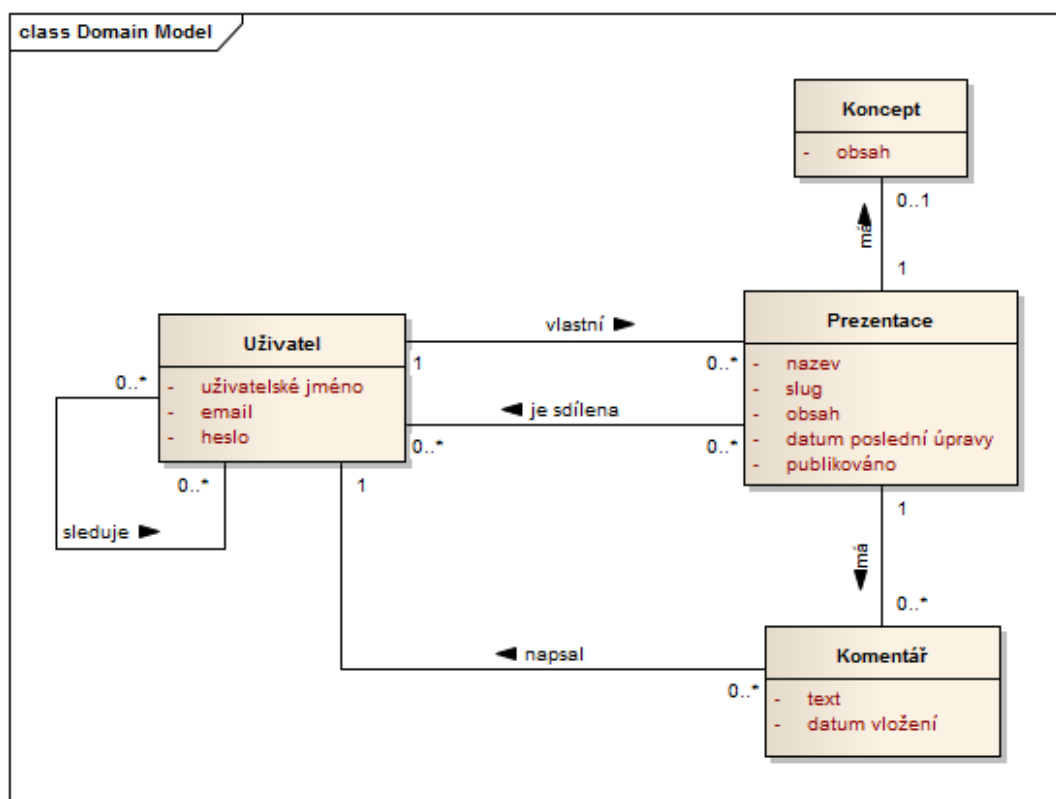 class Domain Model
Koncept
- obsah
0..1
má
1
Prezentace
- nazev
- slug
- obsah
- datum poslední úpravy
- publikováno
vlastní
1
0..*
Uživatel
- uživatelské jméno
- email
- heslo
0..*
je sdílena
0..*
0..*
0..*
sleduje
1
1
má
0..*
napsal
0..*
Komentář
- text
- datum vložení